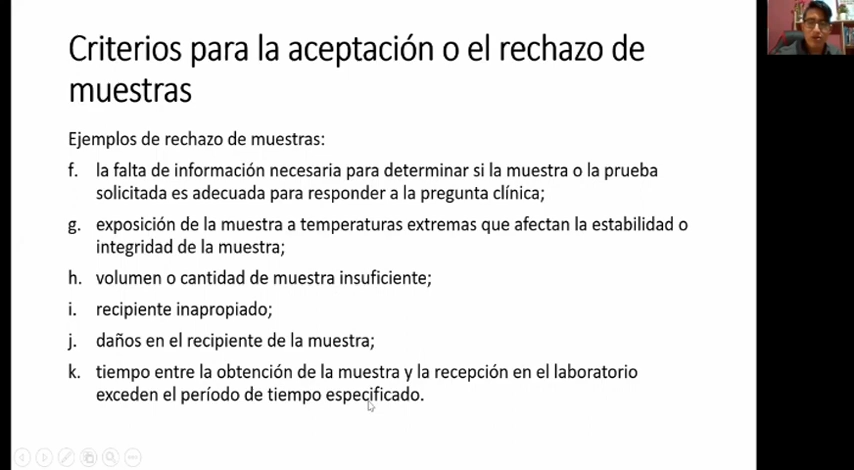 Criterios para la aceptación o el rechazo de
muestras
Ejemplos de rechazo de muestras:
f. la falta de información necesaria para determinar si la muestra o la prueba
solicitada es adecuada para responder a la pregunta clínica;
g. exposición de la muestra a temperaturas extremas que afectan la estabilidad o
integridad de la muestra;
h. volumen o cantidad de muestra insuficiente;
i. recipiente inapropiado;
j. daños en el recipiente de la muestra;
k. tiempo entre la obtención de la muestra y la recepción en el laboratorio
exceden el período de tiempo especificado.